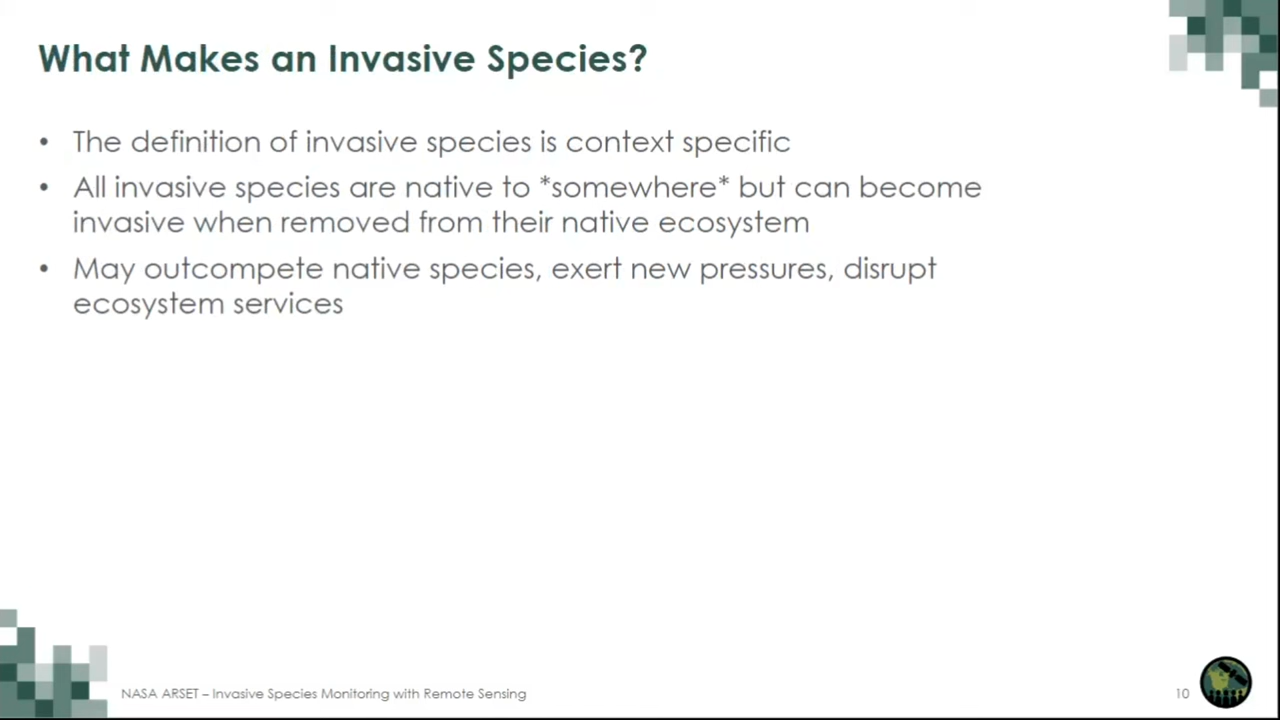 What Makes an Invasive Species?
• The definition of invasive species is context specific
• All invasive species are native to *somewhere* but can become
invasive when removed from their native ecosystem
• May outcompete native species, exert new pressures, disrupt
ecosystem services
NASA ARSET – Invasive Species Monitoring with Remote Sensing
10